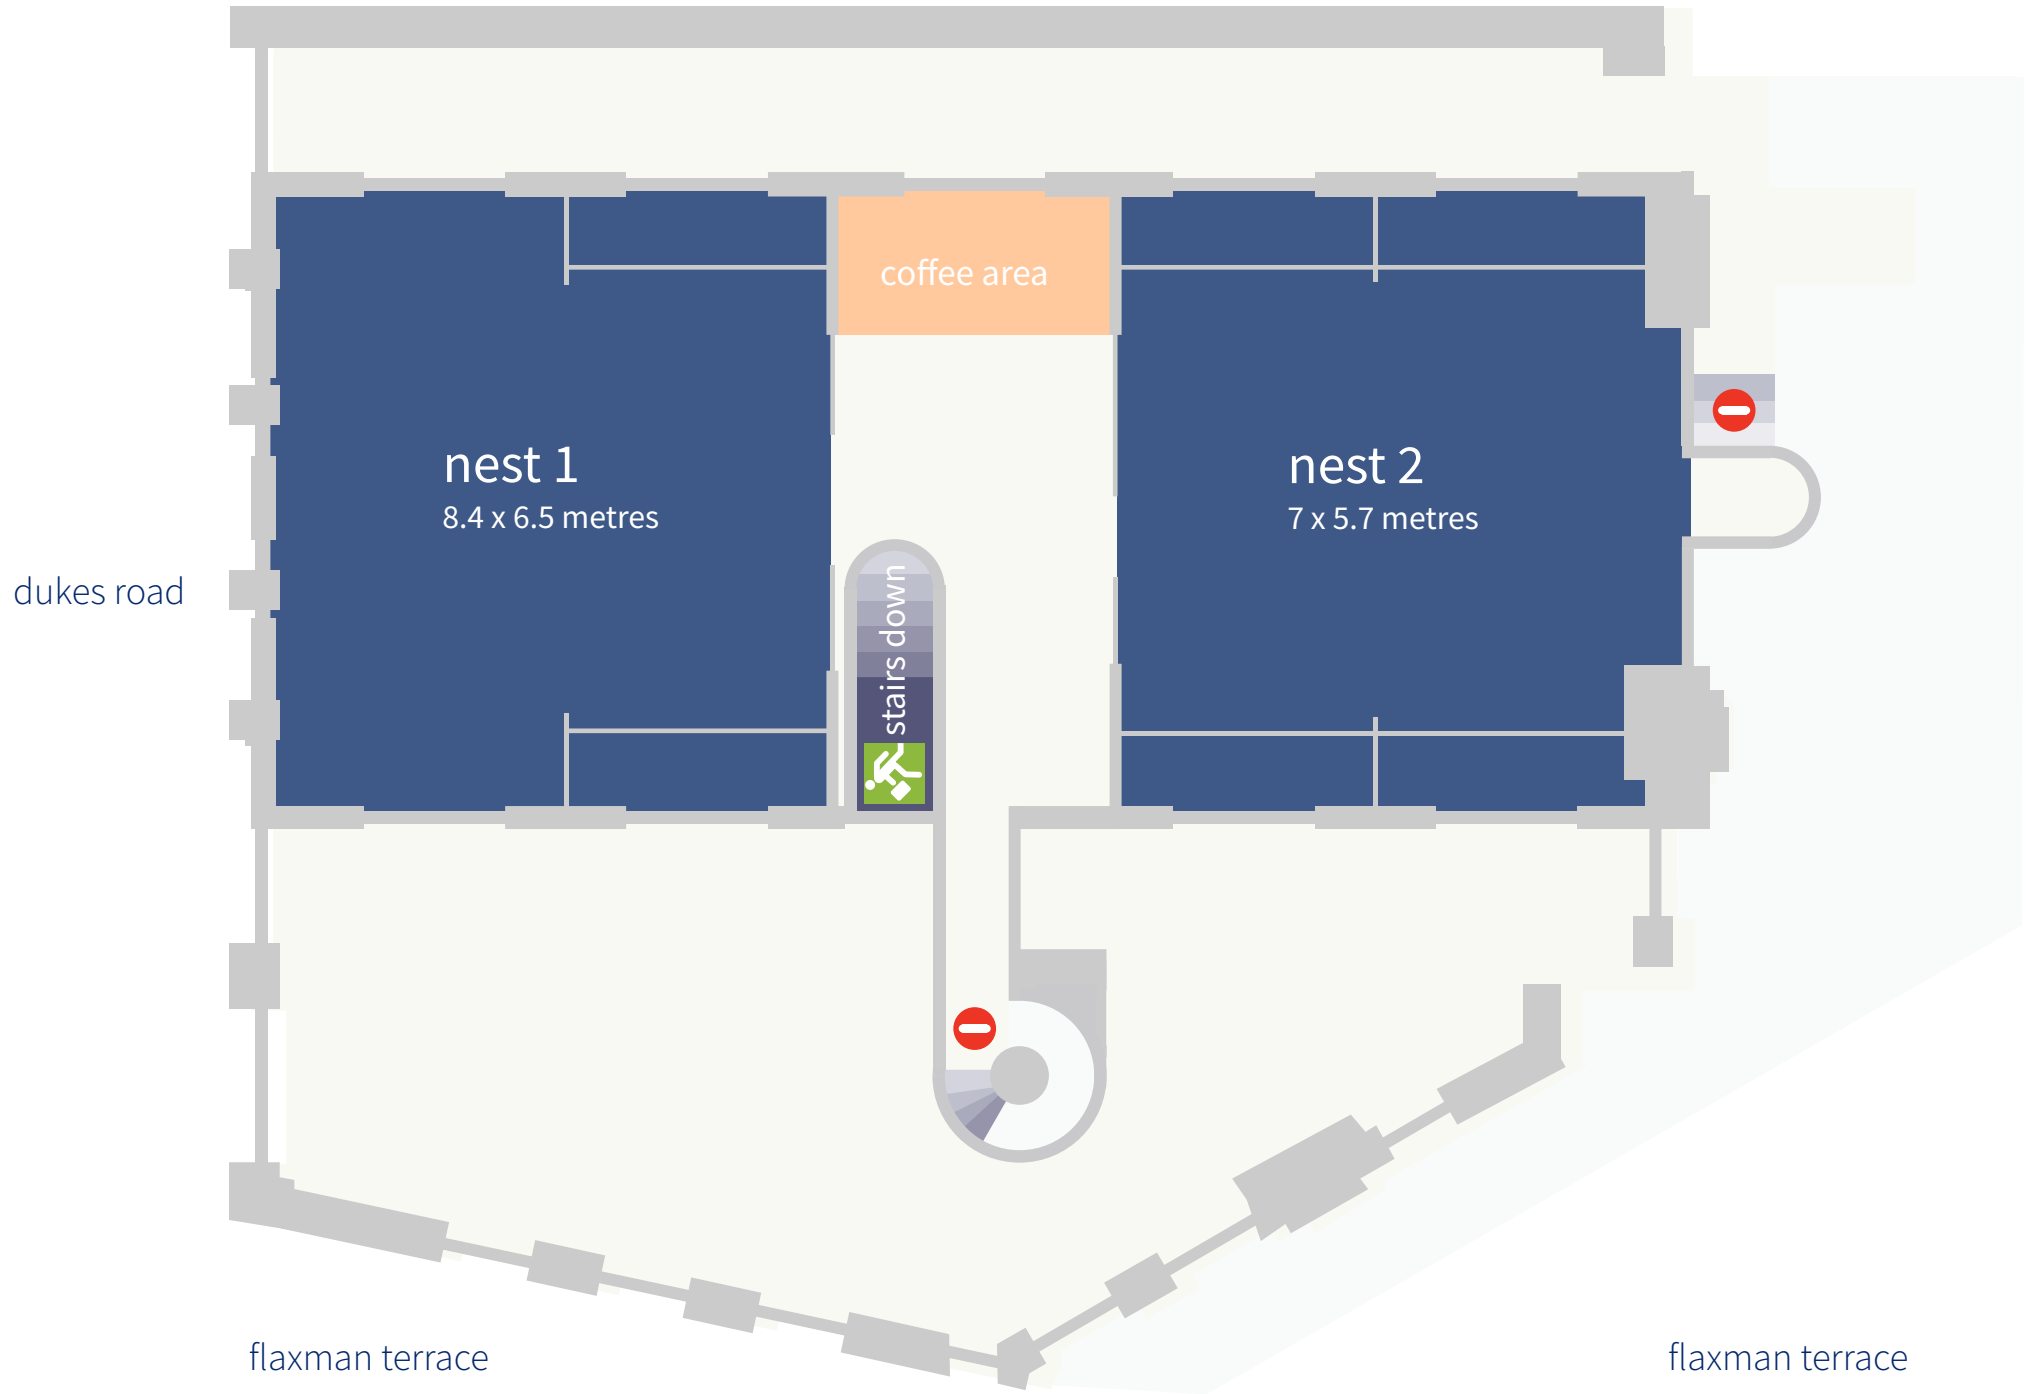 coffee area
nest 1
8.4 x 6.5 metres
nest 2
7 x 5.7 metres
dukes road
stairs down
flaxman terrace
flaxman terrace